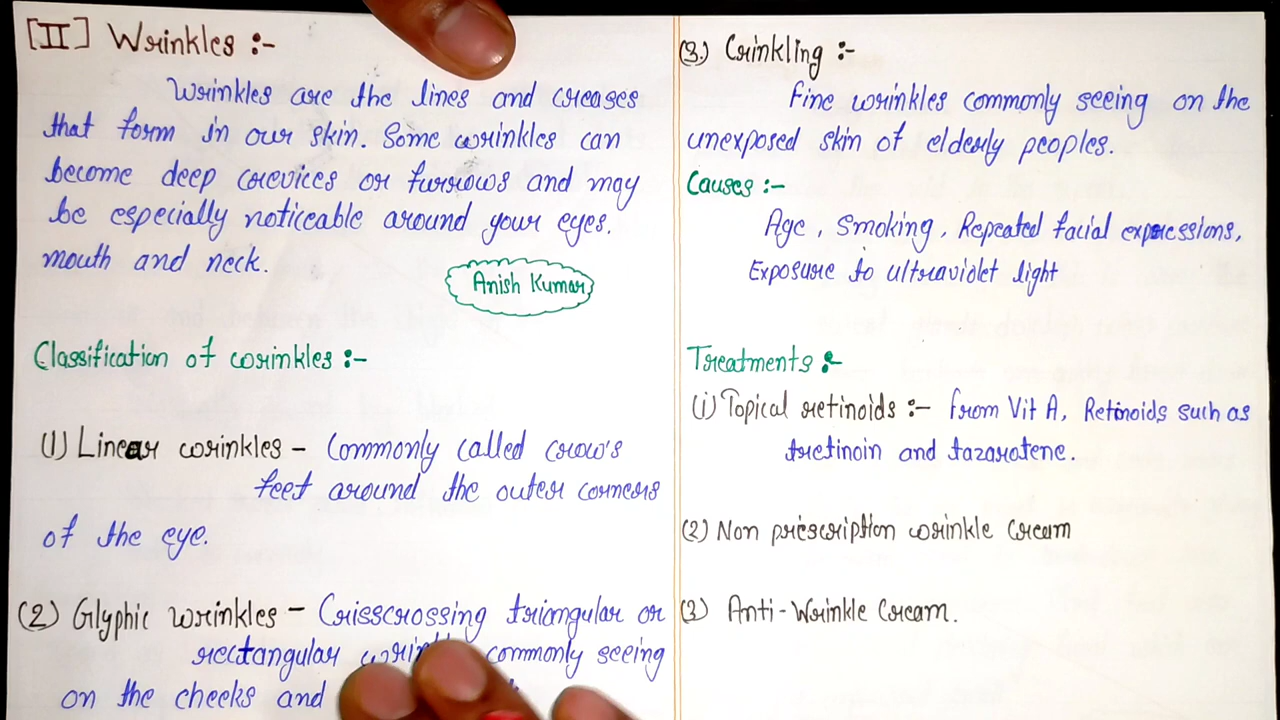 [II] Wrinkles :-
Wrinkles are the lines and creases
that form in our skin. Some wrinkles can
become deep crevices or furrows and may
be especially noticeable around your eyes.
mouth and neck.
Anish Kumar
Classification of wrinkles :-
(1) Linear wrinkles - Commonly called crow's
feet around the outer corners
of the eye.
(2) Glyphic wrinkles - Crisscrossing triangular or
rectangular commonly seeing
on the cheeks and
(3.) Crinkling :-
Fine wrinkles commonly seeing on the
unexposed skin of elderly peoples.
Causes :-
Age, Smoking, Repeated facial expressions,
Exposure to ultraviolet light
Treatments :-
(i) Topical retinoids :- from Vit A, Retinoids such as
tretinoin and tazarotene.
(2) Non prescription wrinkle cream
(3) Anti-Wrinkle Cream.